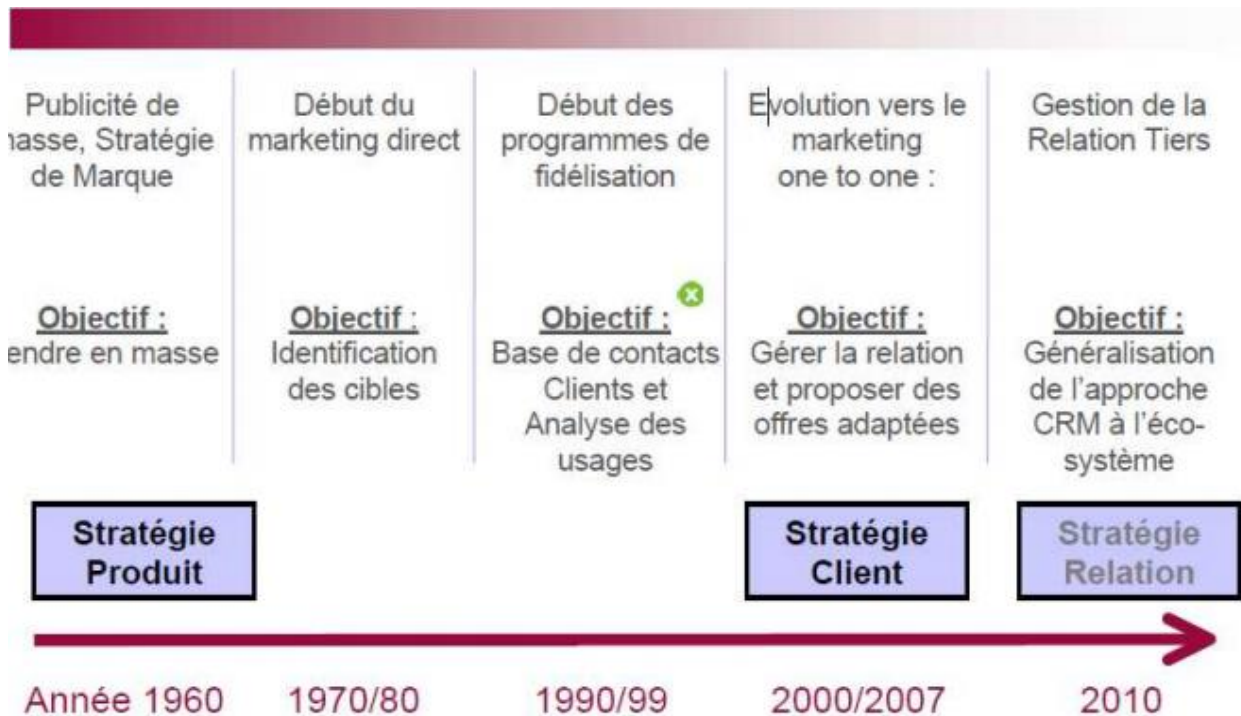 Publicité de
masse, Stratégie
de Marque
Début du
marketing direct
Début des
programmes de
fidélisation
Evolution vers le
marketing
one to one :
Gestion de la
Relation Tiers
Objectif :
endre en masse
Objectif :
Identification
des cibles
Objectif :
Base de contacts
Clients et
Analyse des
usages
Objectif :
Gérer la relation
et proposer des
offres adaptées
Objectif :
Généralisation
de l'approche
CRM à l'éco-
système
Stratégie
Produit
Stratégie
Client
Stratégie
Relation
Année 1960
1970/80
1990/99
2000/2007
2010